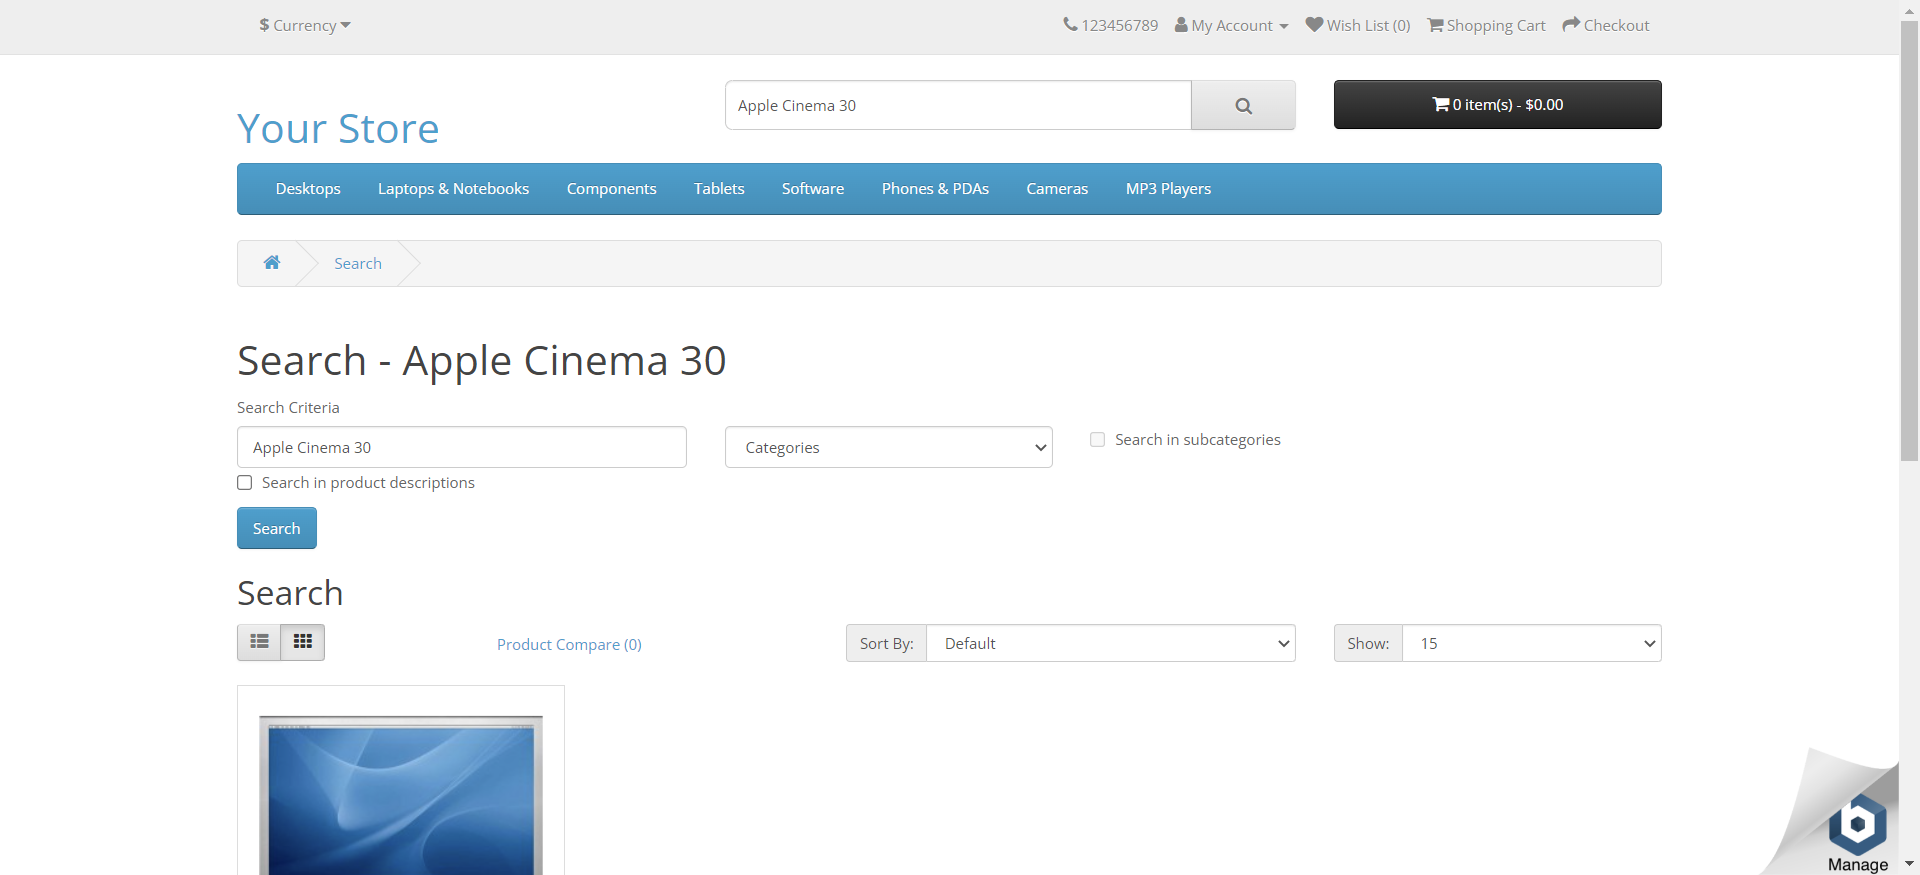 $ Currency
123456789 My Account Wish List (0) Shopping Cart Checkout
Your Store
Apple Cinema 30
0 item(s) - $0.00
Desktops Laptops & Notebooks Components Tablets Software Phones & PDAs Cameras MP3 Players
Search
Search - Apple Cinema 30
Search Criteria
Apple Cinema 30 Categories Search in subcategories
Search in product descriptions
Search
Search
Product Compare (0) Sort By: Default Show: 15
Manage